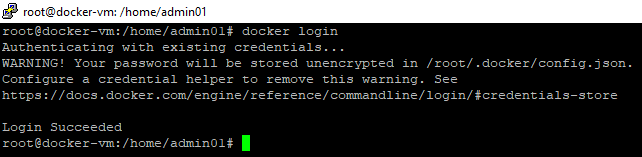 root@docker-vm: /home/admin01
root@docker-vm:/home/admin01# docker login
Authenticating with existing credentials...
WARNING! Your password will be stored unencrypted in /root/.docker/config.json.
Configure a credential helper to remove this warning. See
https://docs.docker.com/engine/reference/commandline/login/#credentials-store
Login Succeeded
root@docker-vm:/home/admin01#